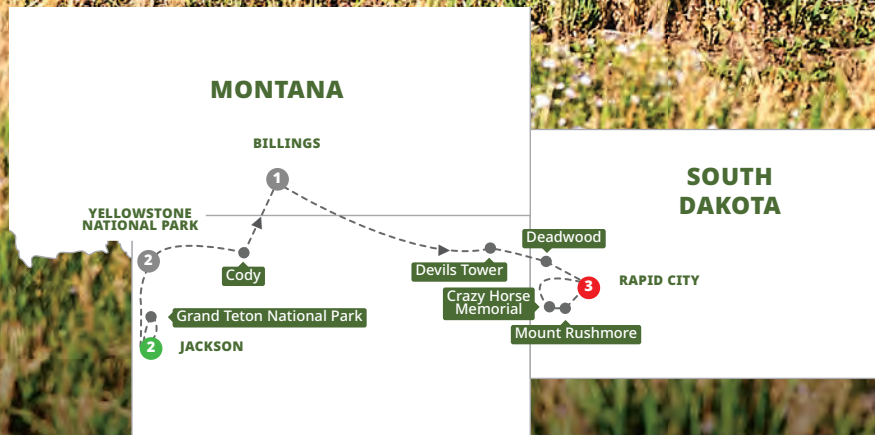 MONTANA
BILLINGS
1
SOUTH
DAKOTA
YELLOWSTONE
NATIONAL PARK
Deadwood
2
Cody
Devils Tower
RAPID CITY
3
Crazy Horse
Memorial
Grand Teton National Park
Mount Rushmore
2
JACKSON